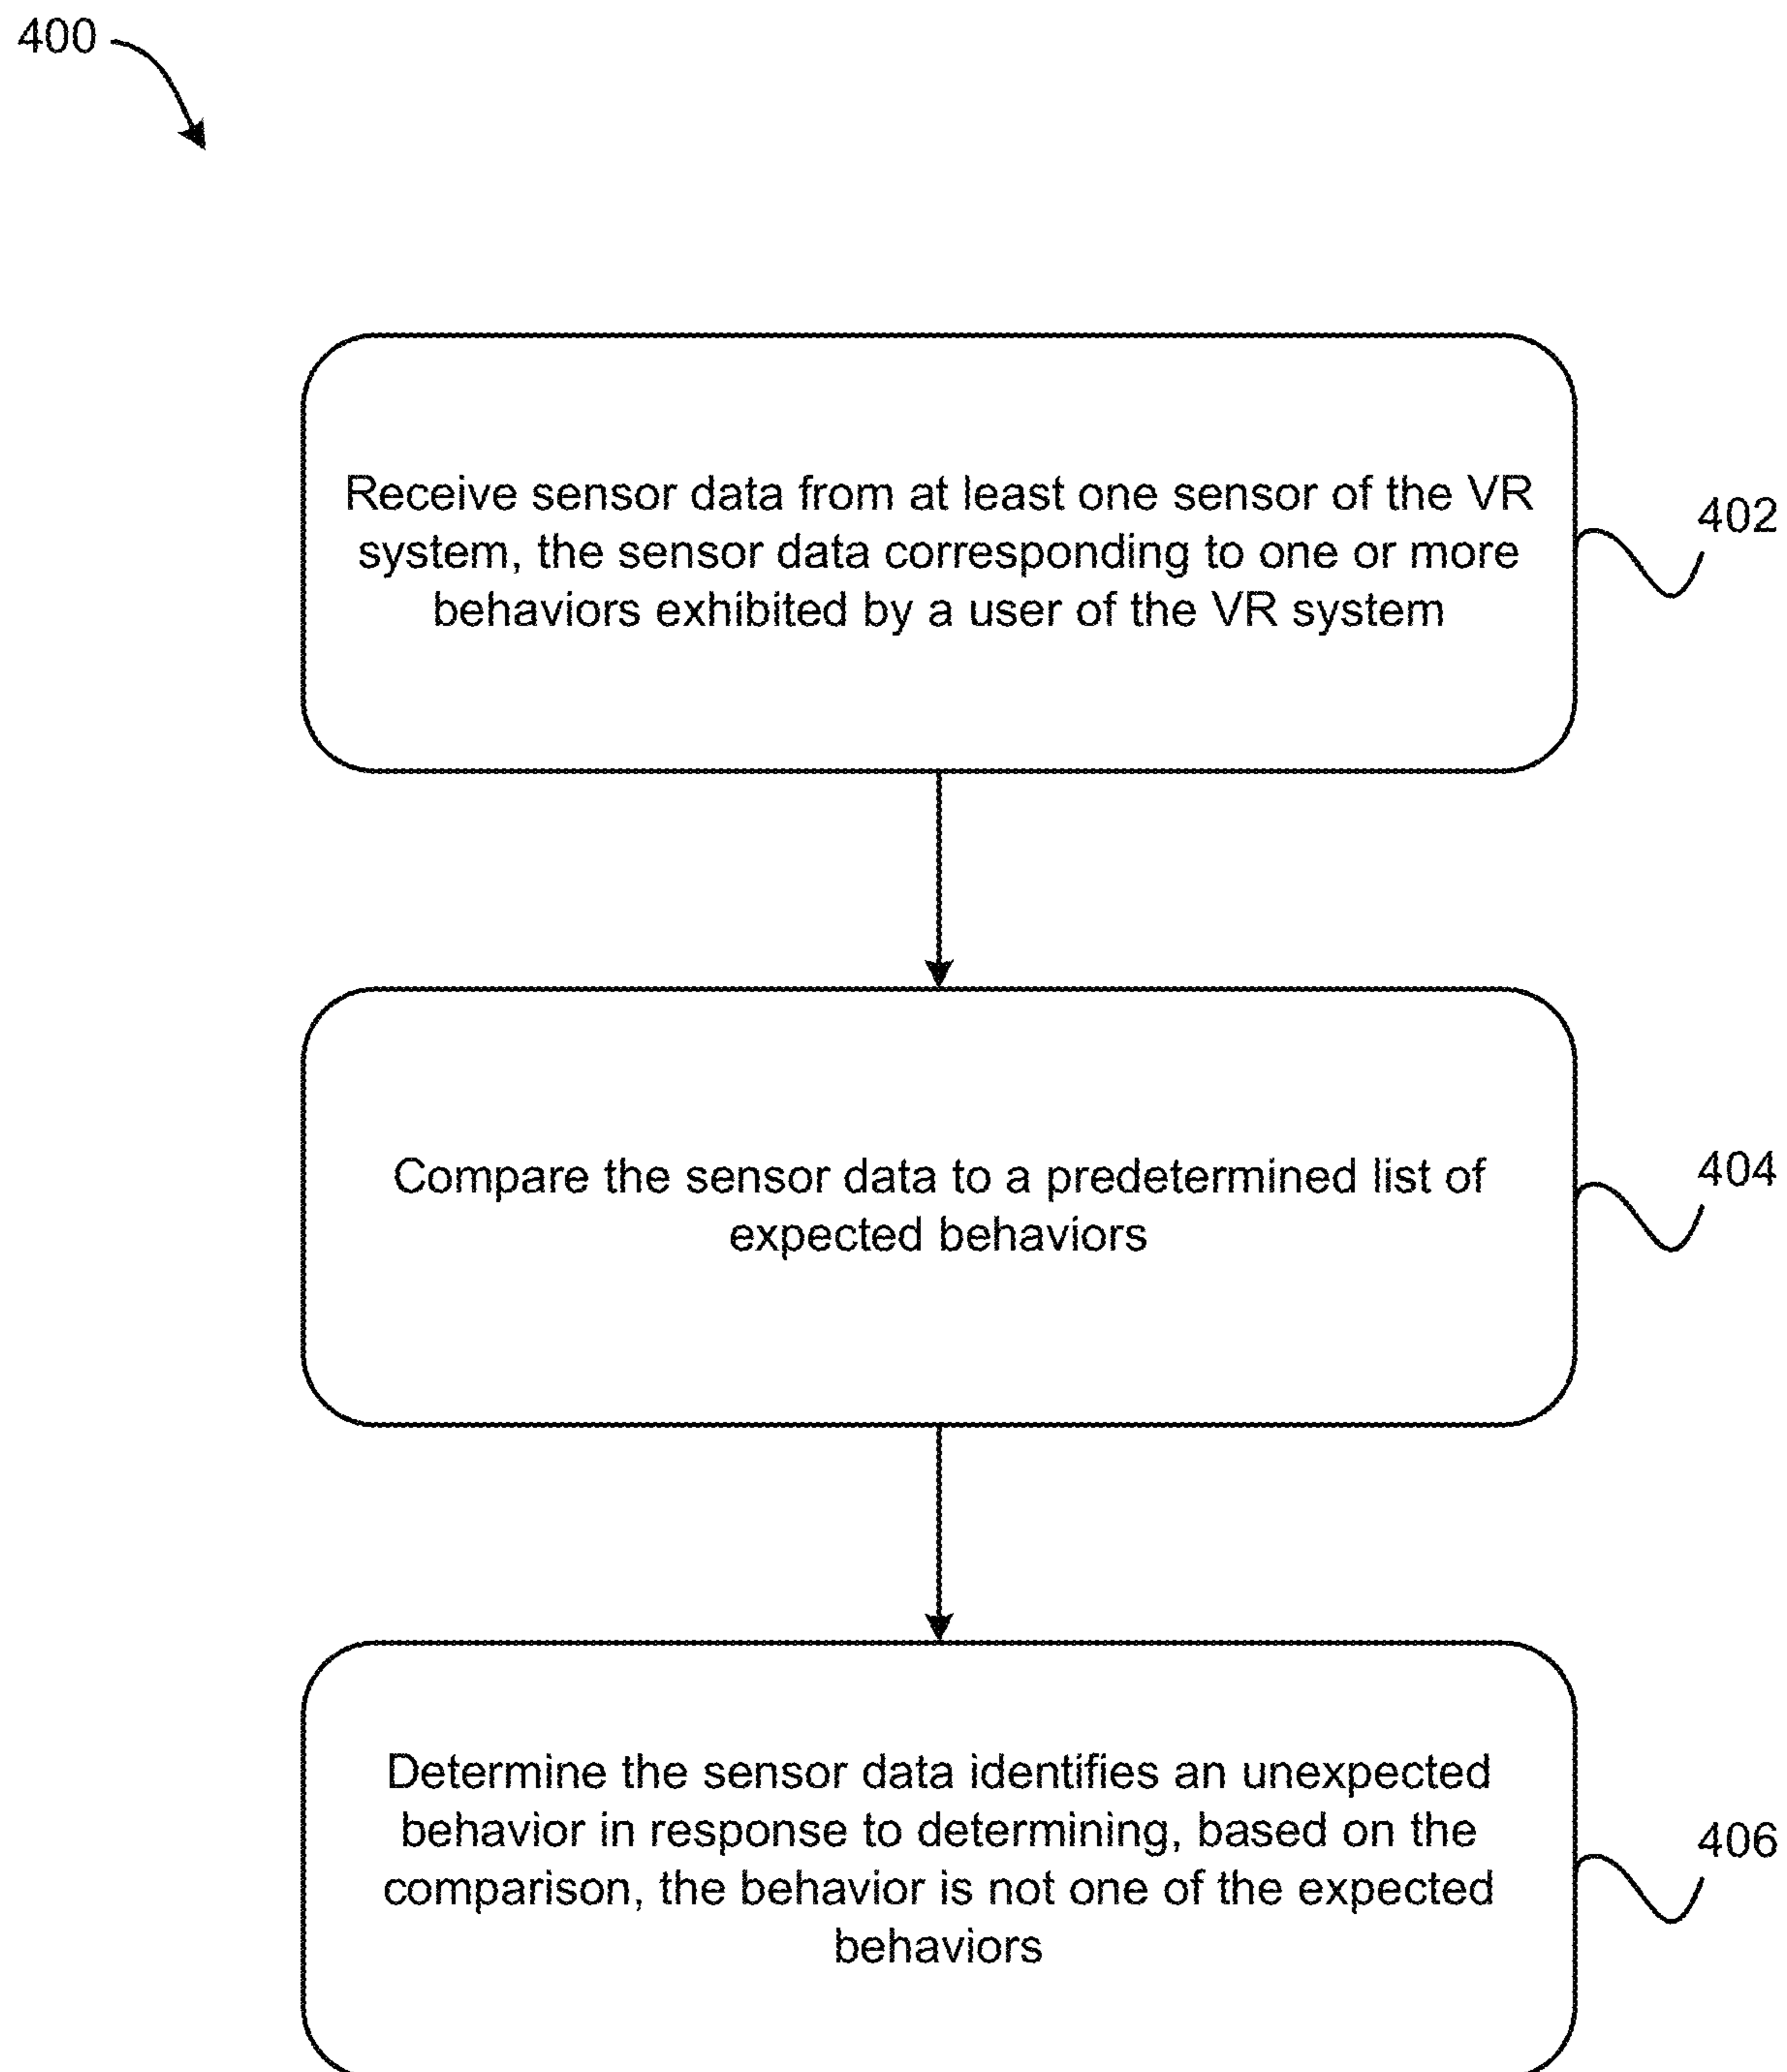 400
Receive sensor data from at least one sensor of the VR
system, the sensor data corresponding to one or more
behaviors exhibited by a user of the VR system
402
Compare the sensor data to a predetermined list of
expected behaviors
404
Determine the sensor data identifies an unexpected
behavior in response to determining, based on the
comparison, the behavior is not one of the expected
behaviors
406